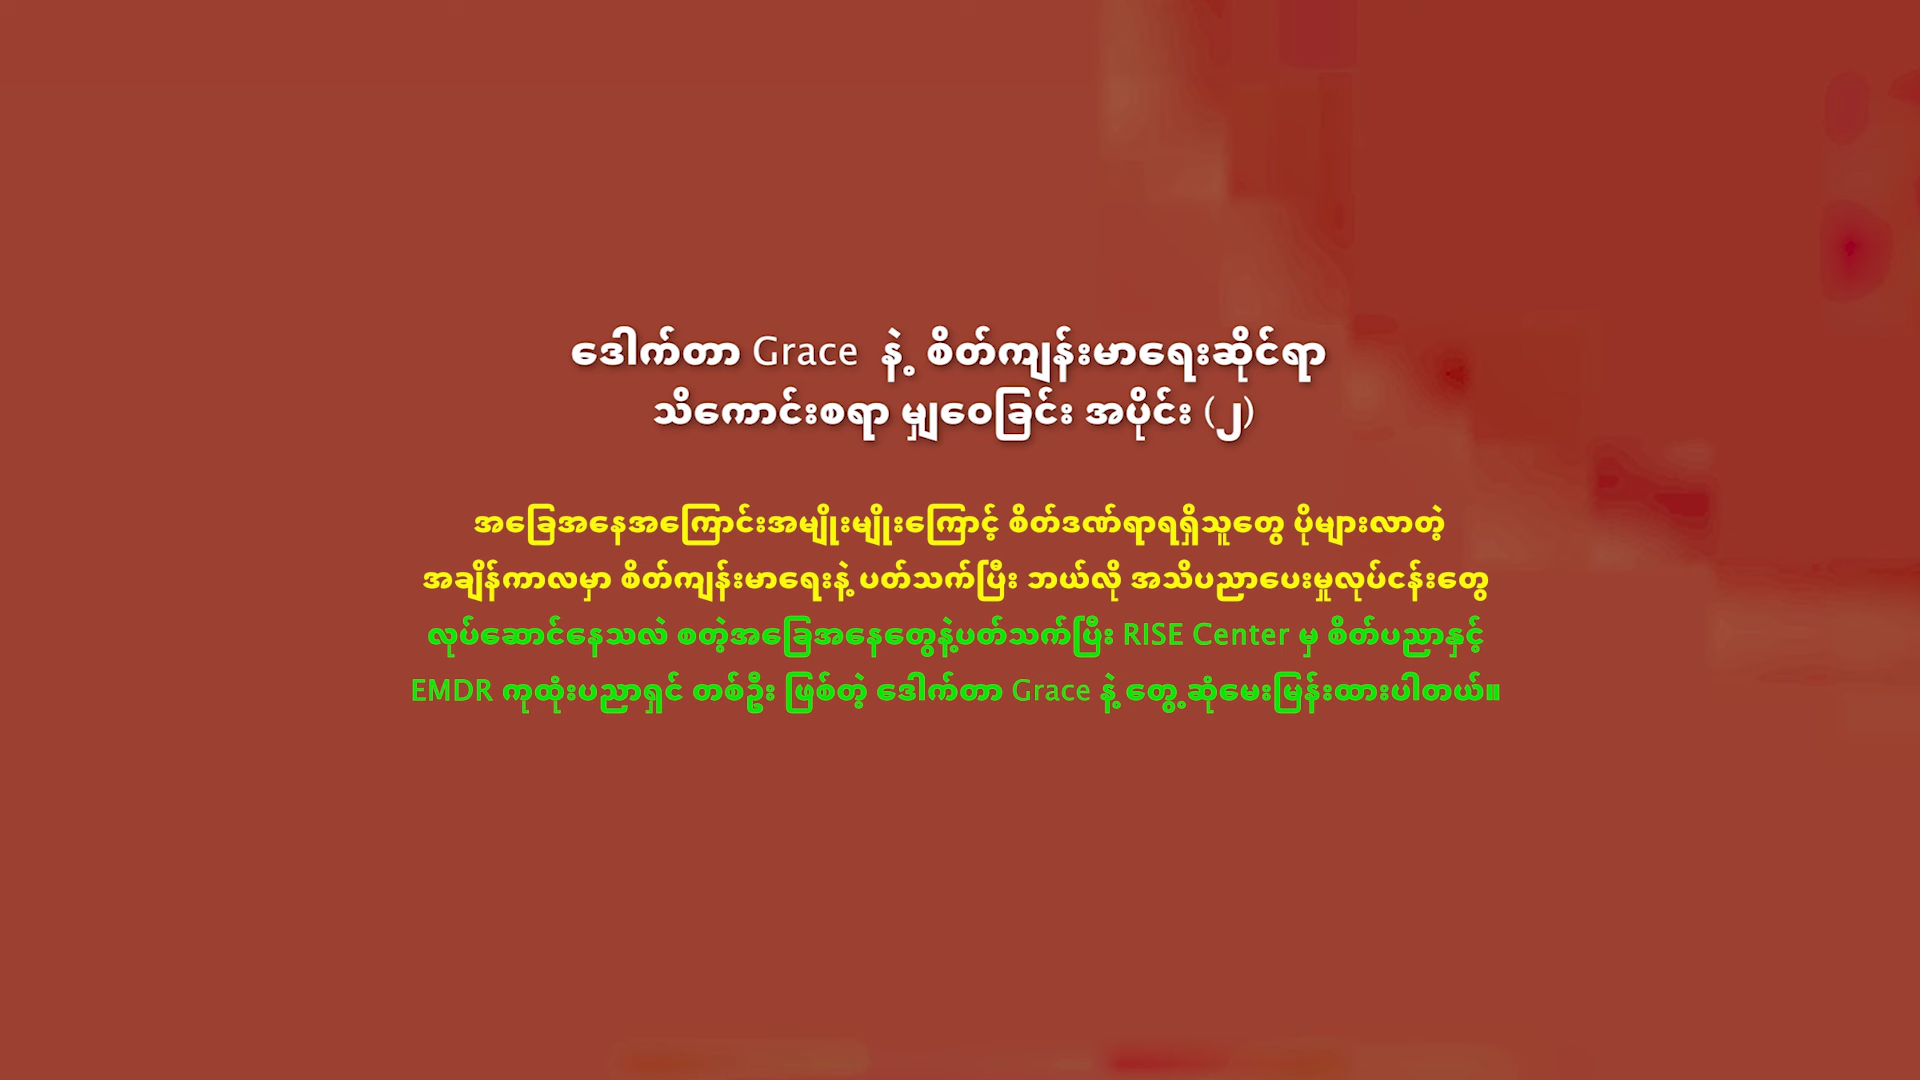 ဒေါက်တာ Grace နဲ့ စိတ်ကျန်းမာရေးဆိုင်ရာ
သိကောင်းစရာ မျှဝေခြင်း အပိုင်း (၂)
အခြေအနေအကြောင်းအမျိုးမျိုးကြောင့် စိတ်ဒဏ်ရာရရှိသူတွေ ပိုများလာတဲ့
အချိန်ကာလမှာ စိတ်ကျန်းမာရေးနဲ့ ပတ်သက်ပြီး ဘယ်လို အသိပညာပေးမှုလုပ်ငန်းတွေ
လုပ်ဆောင်နေသလဲ စတဲ့အခြေအနေတွေနဲ့ပတ်သက်ပြီး RISE Center မှ စိတ်ပညာနှင့်
EMDR ကုထုံးပညာရှင် တစ်ဦး ဖြစ်တဲ့ ဒေါက်တာ Grace နဲ့ တွေ့ဆုံမေးမြန်းထားပါတယ်။